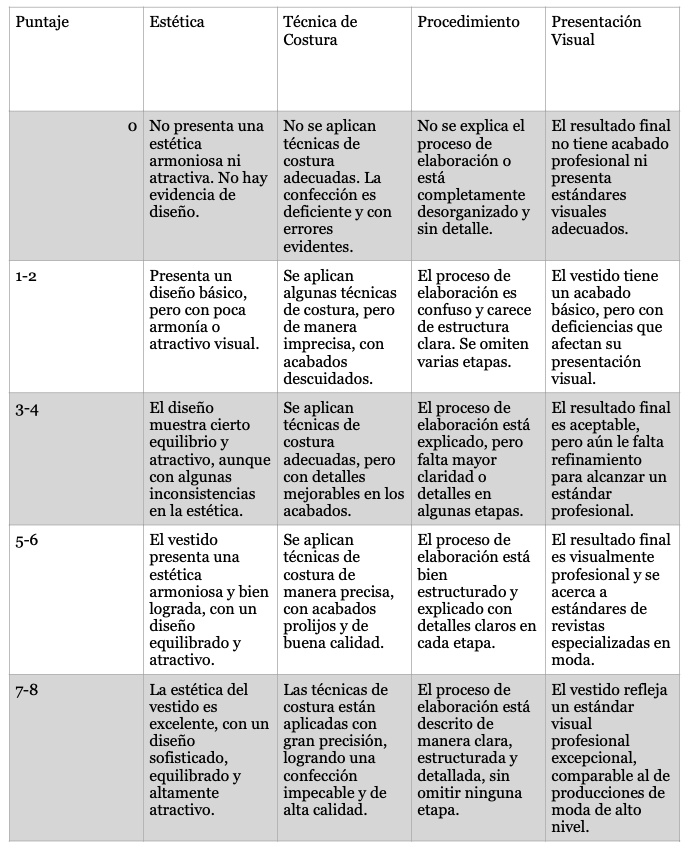 Puntaje
Estética
Técnica de
Costura
Procedimiento
Presentación
Visual
0
No presenta una
estética
armoniosa ni
atractiva. No hay
evidencia de
diseño.
No se aplican
técnicas de
costura
adecuadas. La
confección es
deficiente y con
errores
evidentes.
No se explica el
proceso de
elaboración o
está
completamente
desorganizado y
sin detalle.
El resultado final
no tiene acabado
profesional ni
presenta
estándares
visuales
adecuados.
1-2
Presenta un
diseño básico,
pero con poca
armonía o
atractivo visual.
Se aplican
algunas técnicas
de costura, pero
de manera
imprecisa, con
acabados
descuidados.
El proceso de
elaboración es
confuso y carece
de estructura
clara. Se omiten
varias etapas.
El vestido tiene
un acabado
básico, pero con
deficiencias que
afectan su
presentación
visual.
3-4
El diseño
muestra cierto
equilibrio y
atractivo, aunque
con algunas
inconsistencias
en la estética.
Se aplican
técnicas de
costura
adecuadas, pero
con detalles
mejorables en los
acabados.
El proceso de
elaboración está
explicado, pero
falta mayor
claridad o
detalles en
algunas etapas.
El resultado final
es aceptable,
pero aún le falta
refinamiento
para alcanzar un
estándar
profesional.
5-6
El vestido
presenta una
estética
armoniosa y bien
lograda, con un
diseño
equilibrado y
atractivo.
Se aplican
técnicas de
costura de
manera precisa,
con acabados
prolijos y de
buena calidad.
El proceso de
elaboración está
bien
estructurado y
explicado con
detalles claros en
cada etapa.
El resultado final
es visualmente
profesional y se
acerca a
estándares de
revistas
especializadas en
moda.
7-8
La estética del
vestido es
excelente, con un
diseño
sofisticado,
equilibrado y
altamente
atractivo.
Las técnicas de
costura están
aplicadas con
gran precisión,
logrando una
confección
impecable y de
alta calidad.
El proceso de
elaboración está
descrito de
manera clara,
estructurada y
detallada, sin
omitir ninguna
etapa.
El vestido refleja
un estándar
visual
profesional
excepcional,
comparable al de
producciones de
moda de alto
nivel.